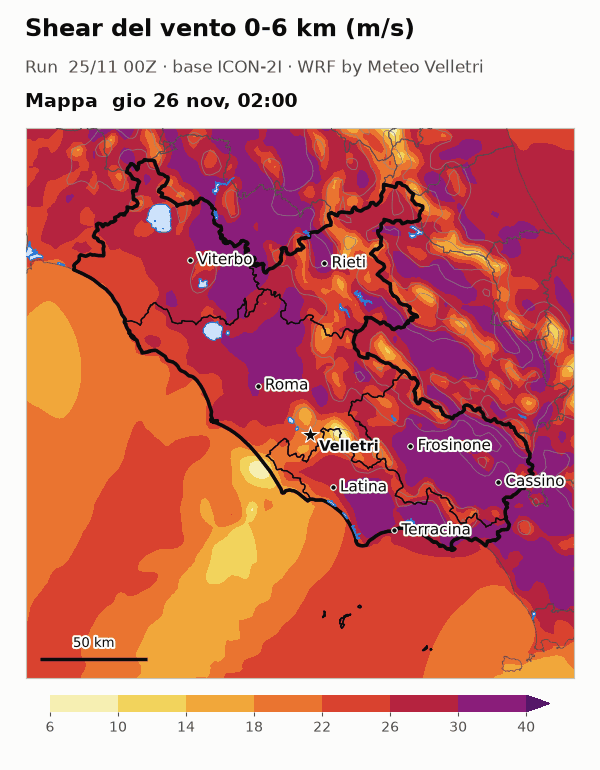 Shear del vento 0-6 km (m/s)
Run  25/11 00Z · base ICON-2I · WRF by Meteo Velletri
Mappa  gio 26 nov, 02:00
Viterbo
Rieti
Roma
Velletri
Frosinone
Cassino
Latina
Terracina
50 km
6 10 14 18 22 26 30 40